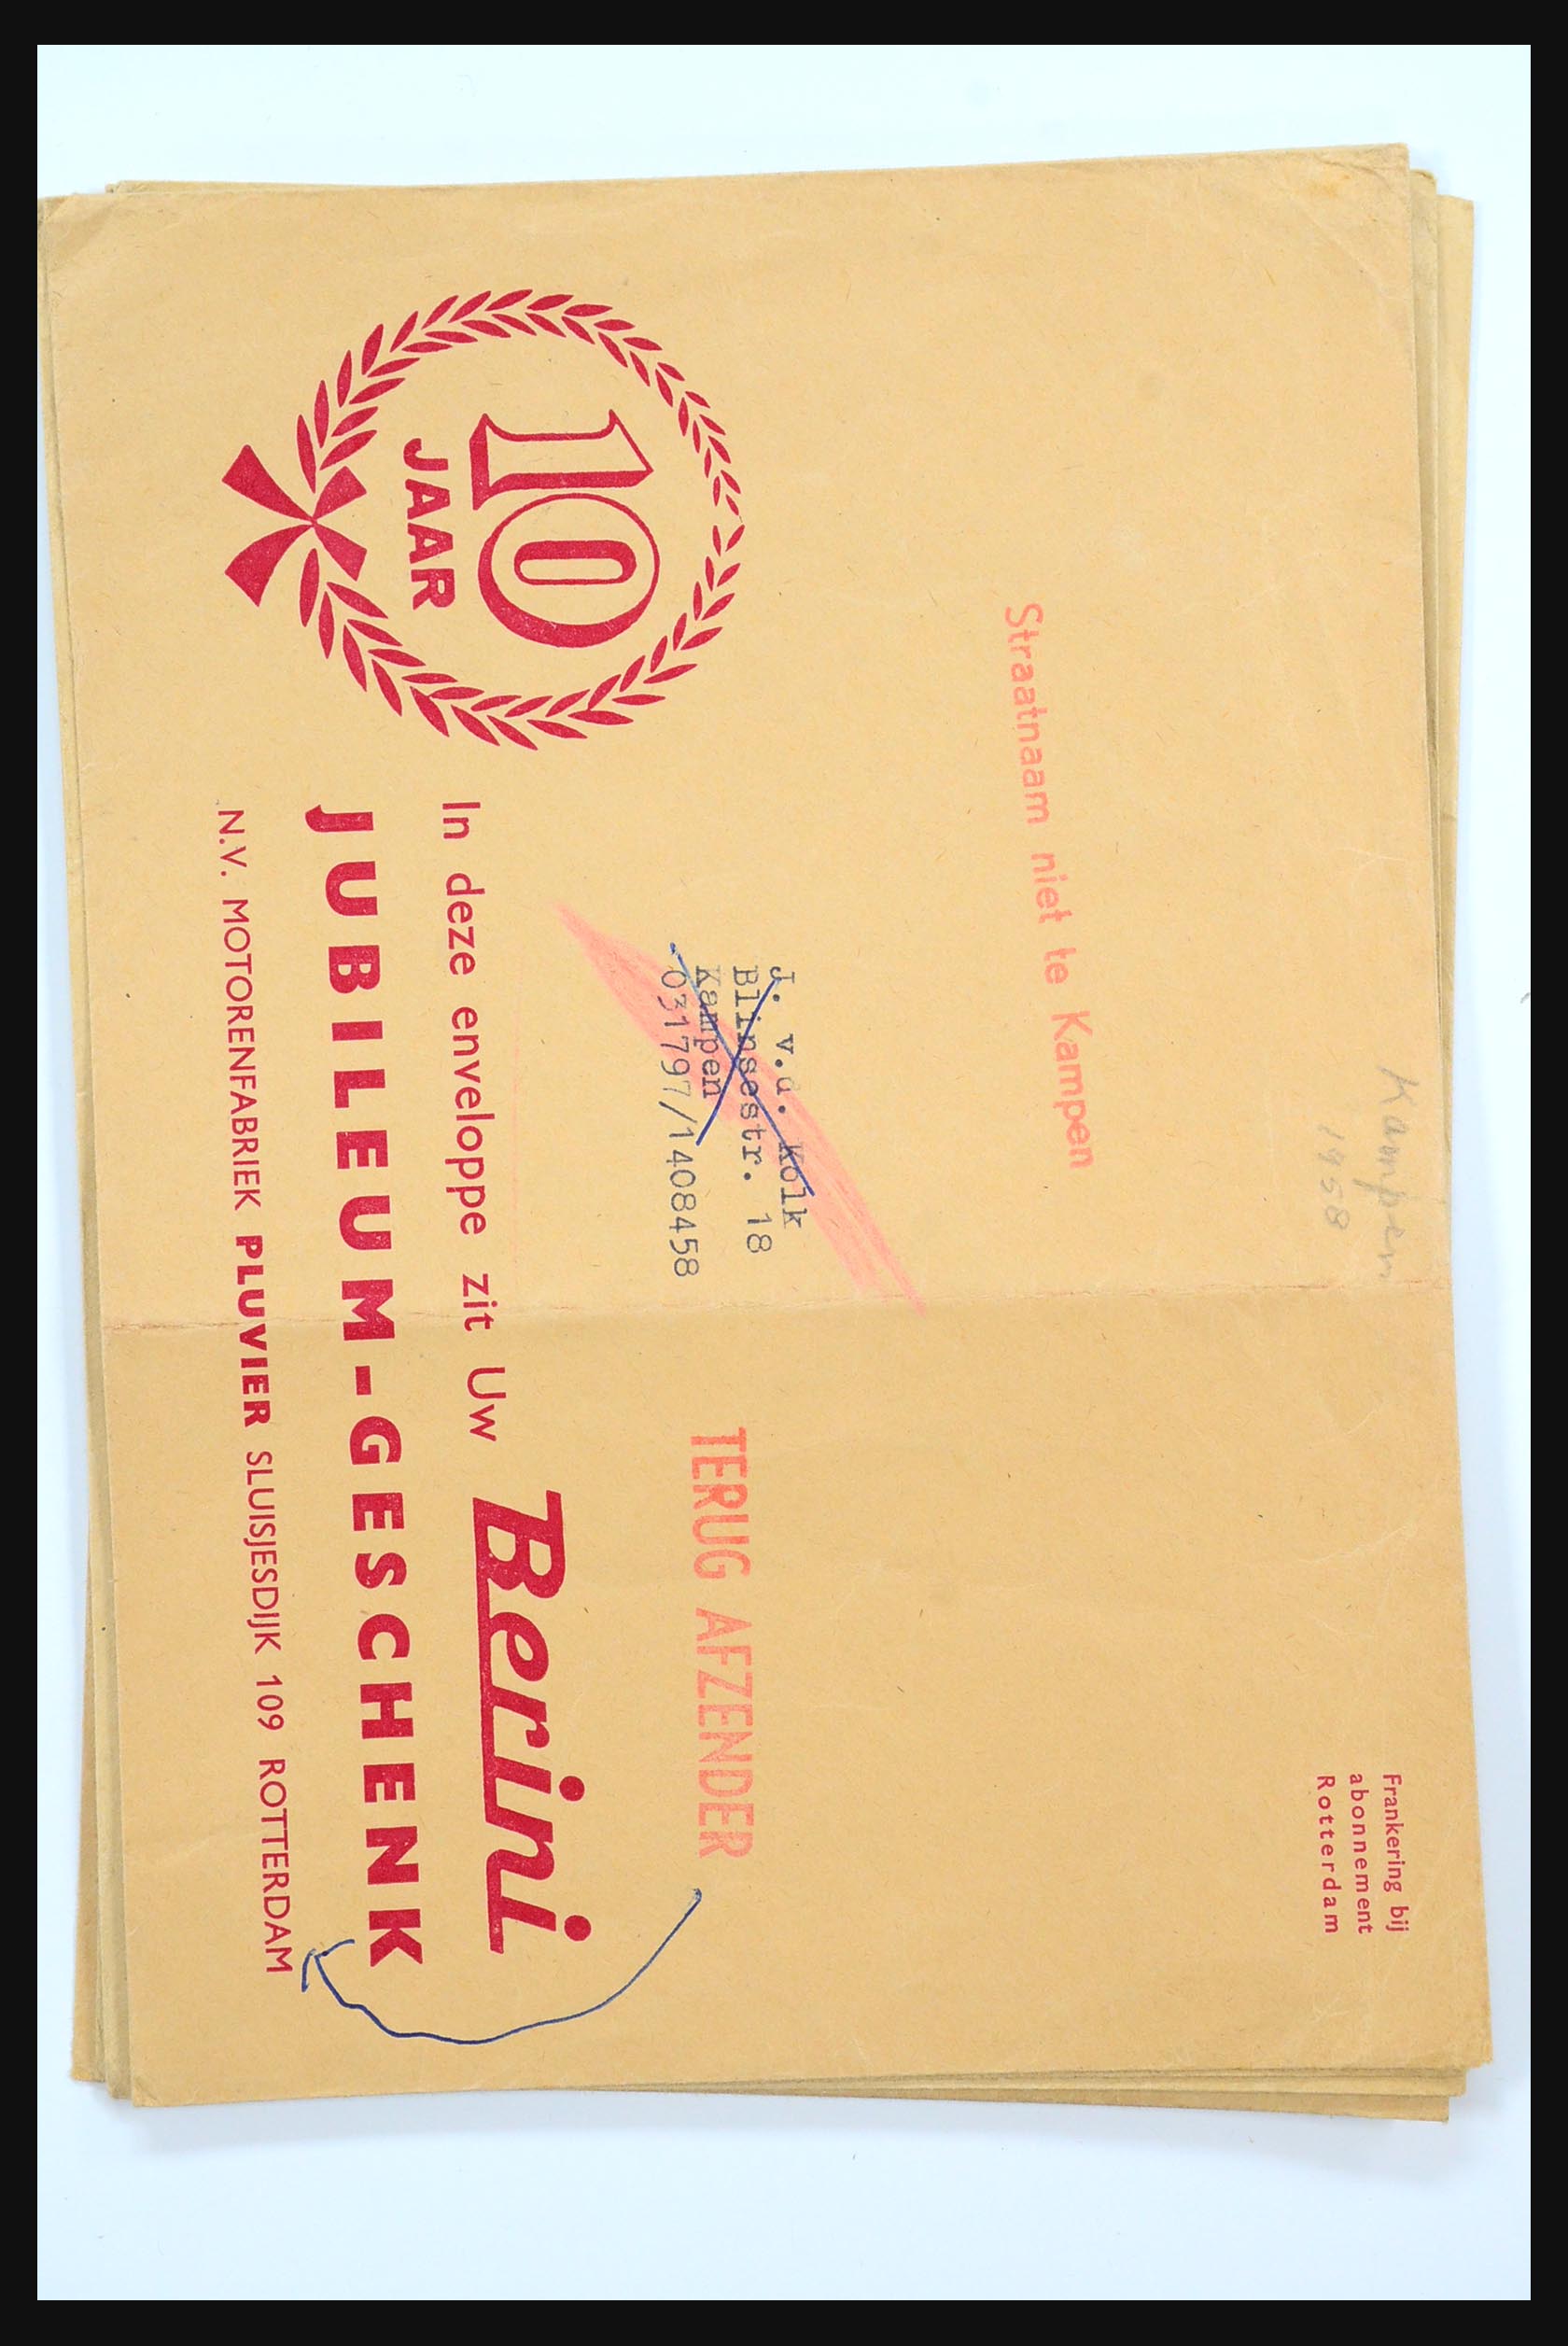 Kampen
1958
Frankering bij
abonnement
Rotterdam
Straatnaam niet te Kampen
J. v.d. Kolk
Blinsestr. 18
Kampen
031797/1408458
TERUG AFZENDER
10
JAAR
In deze enveloppe zit Uw Berini
JUBILEUM-GESCHENK
N.V. MOTORENFABRIEK PLUVIER SLUISJESDIJK 109 ROTTERDAM